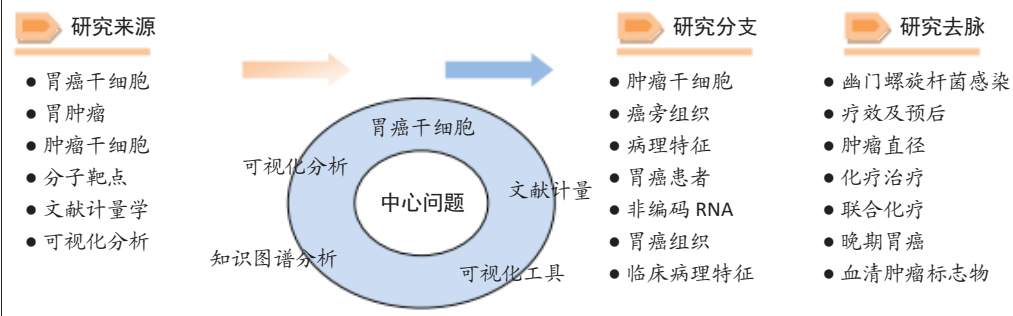 研究来源
胃癌干细胞
胃肿瘤
肿瘤干细胞
分子靶点
文献计量学
可视化分析
胃癌干细胞
可视化分析
文献计量
中心问题
知识图谱分析
可视化工具
研究分支
肿瘤干细胞
癌旁组织
病理特征
胃癌患者
非编码 RNA
胃癌组织
临床病理特征
研究去脉
幽门螺旋杆菌感染
疗效及预后
肿瘤直径
化疗治疗
联合化疗
晚期胃癌
血清肿瘤标志物